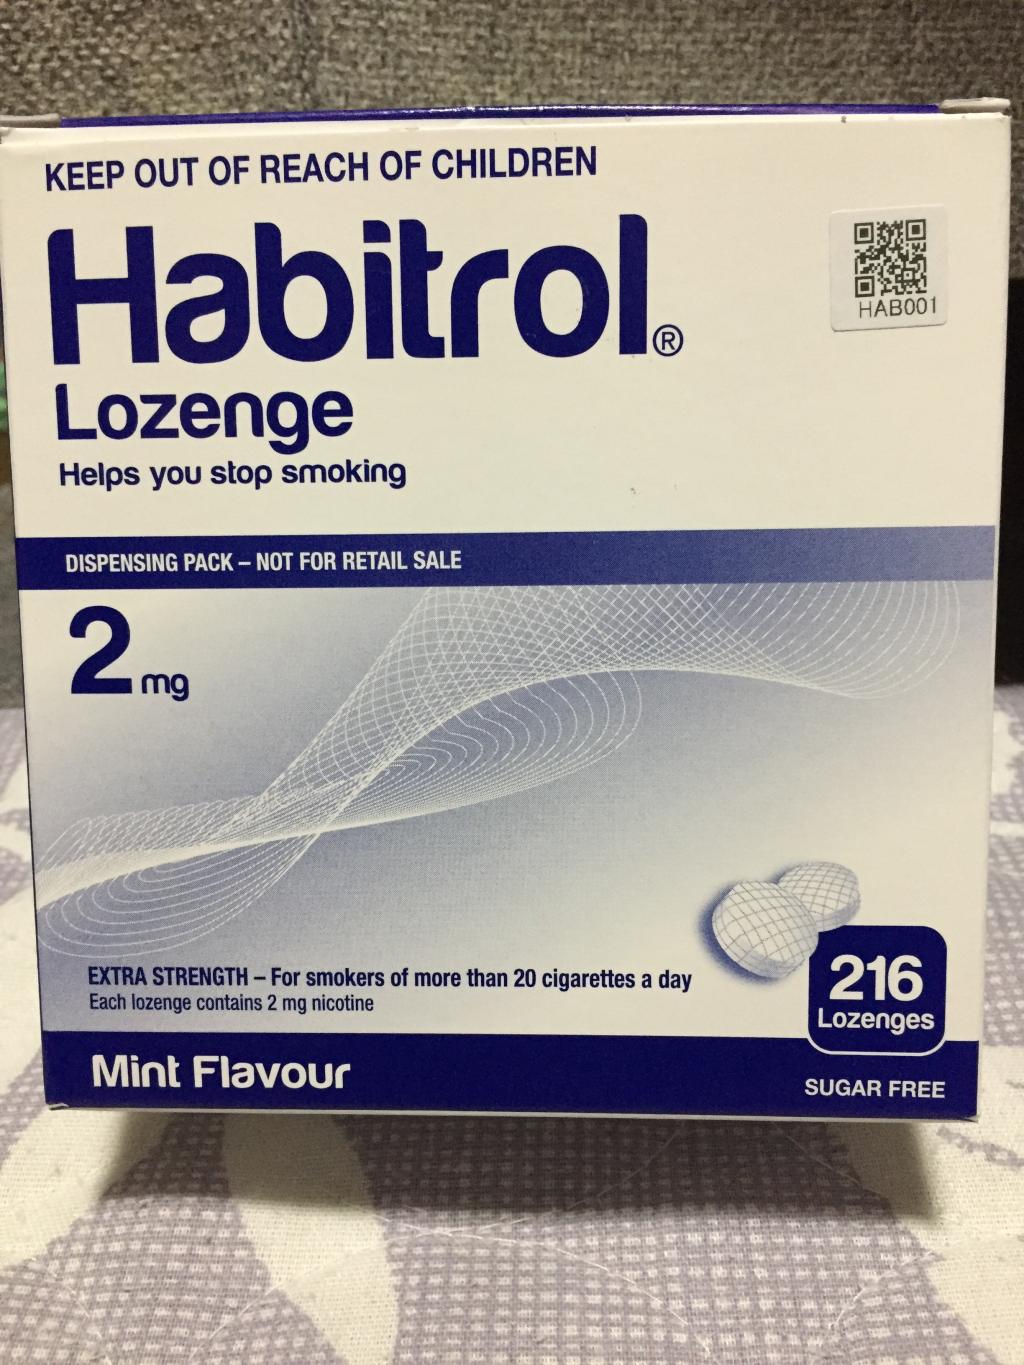 KEEP OUT OF REACH OF CHILDREN
Habitrol®
HAB001
Lozenge
Helps you stop smoking
DISPENSING PACK – NOT FOR RETAIL SALE
2 mg
EXTRA STRENGTH – For smokers of more than 20 cigarettes a day
Each lozenge contains 2 mg nicotine
216
Lozenges
Mint Flavour
SUGAR FREE